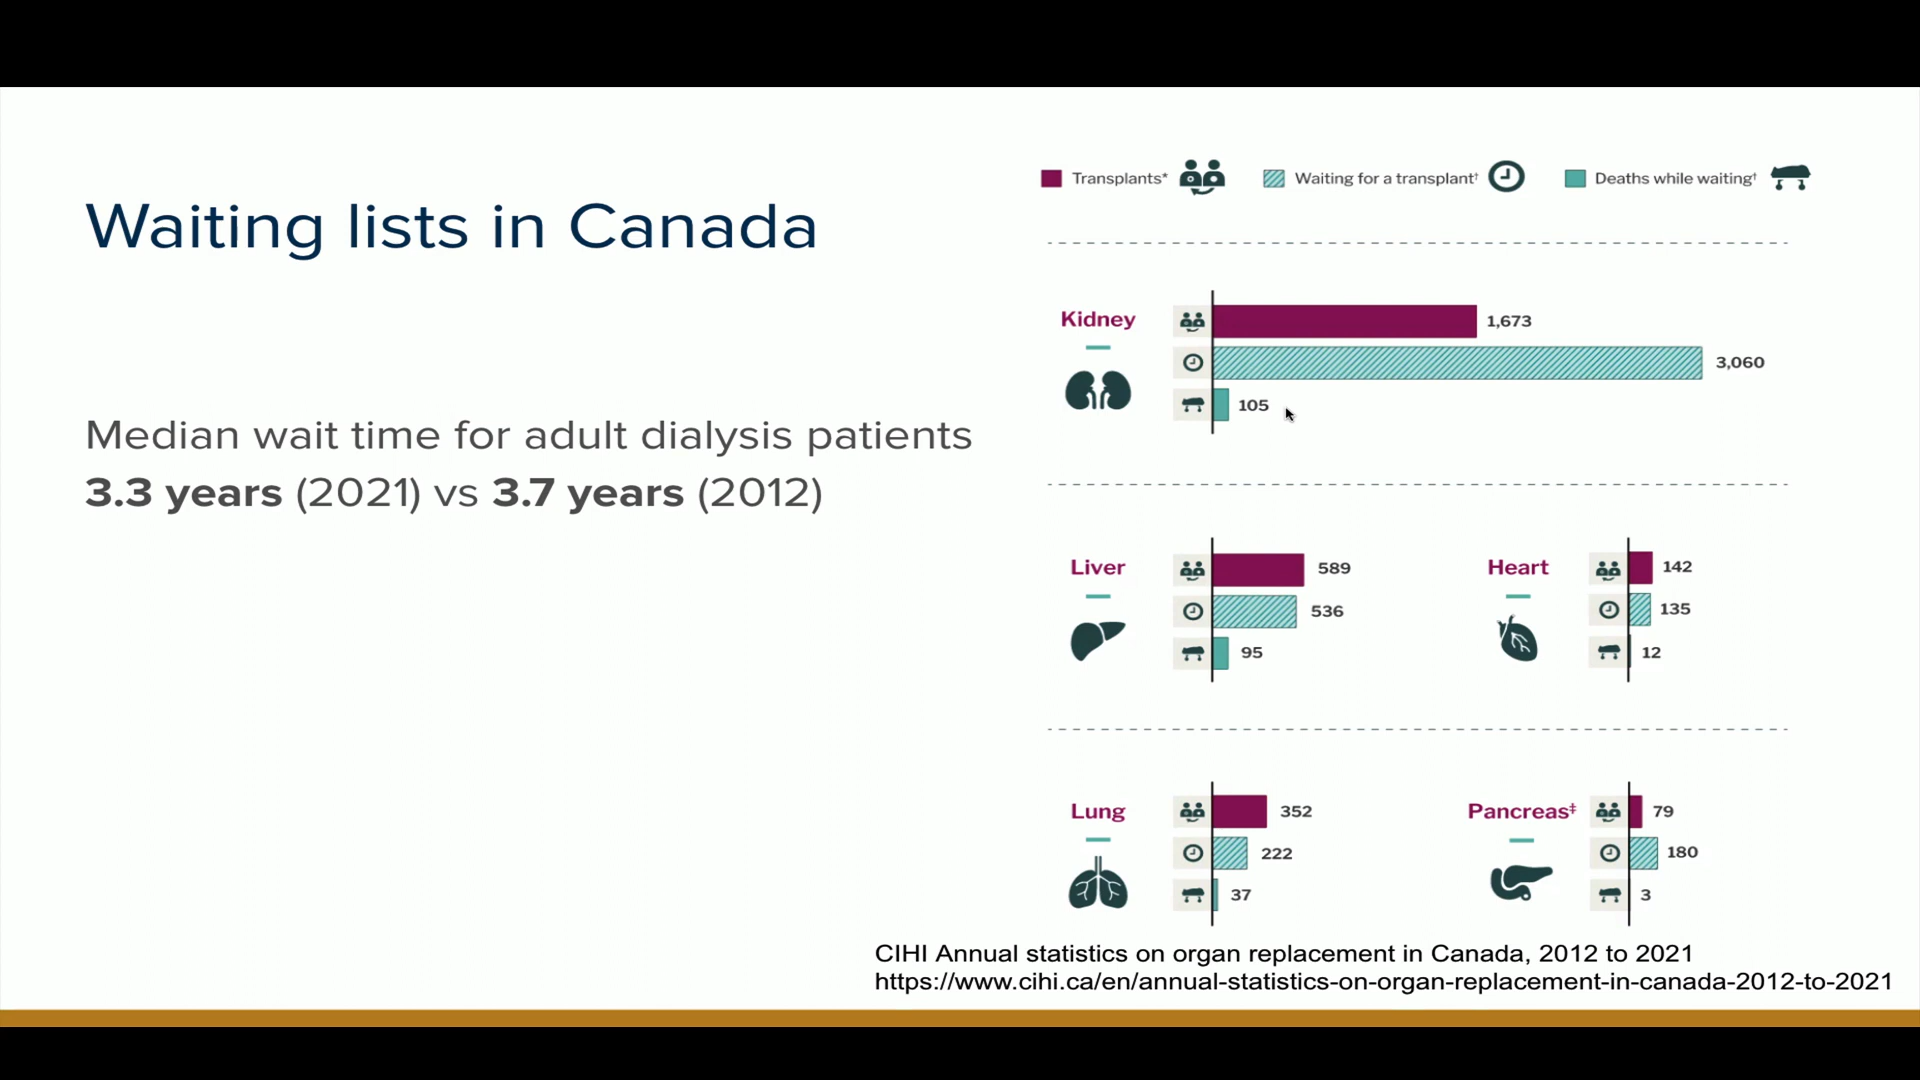 Waiting lists in Canada
Median wait time for adult dialysis patients
3.3 years (2021) vs 3.7 years (2012)
Transplants*
Waiting for a transplant†
Deaths while waiting†
Kidney
1,673
3,060
105
Liver
589
536
95
Heart
142
135
12
Lung
352
222
37
Pancreas‡
79
180
3
CIHI Annual statistics on organ replacement in Canada, 2012 to 2021
https://www.cihi.ca/en/annual-statistics-on-organ-replacement-in-canada-2012-to-2021